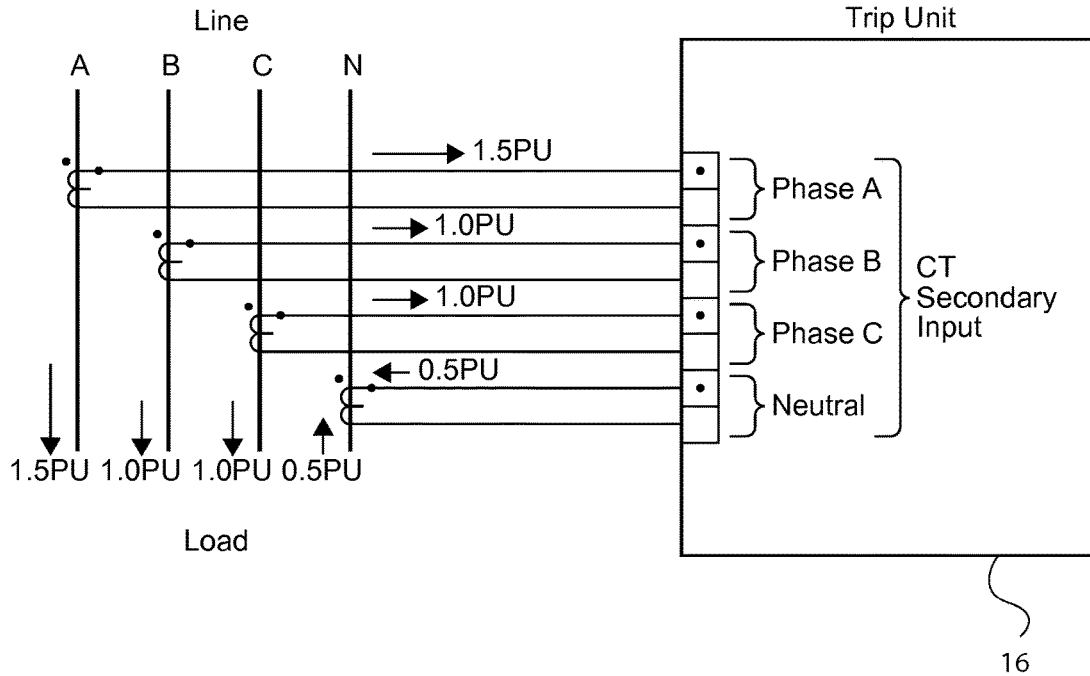 Line
Trip Unit
A B C N
1.5PU
Phase A
1.0PU
Phase B
CT
Secondary
Input
1.0PU
Phase C
0.5PU
Neutral
1.5PU 1.0PU 1.0PU 0.5PU
Load
16